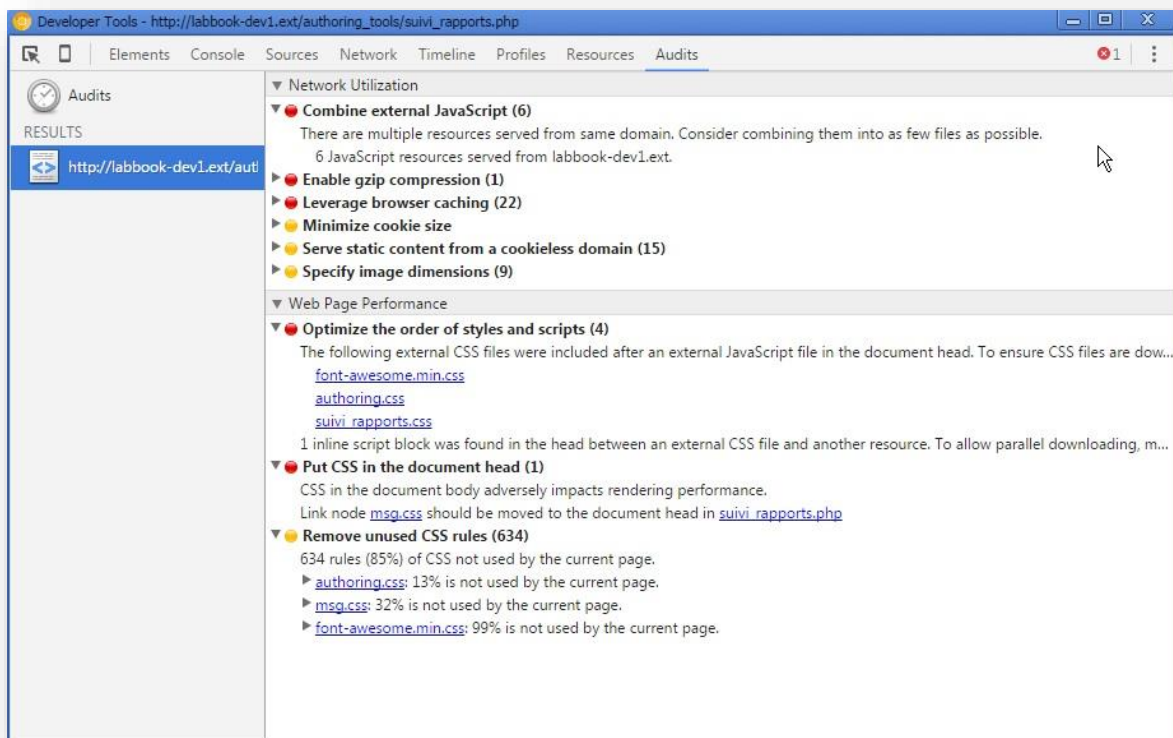 Developer Tools - http://labbook-dev1.ext/authoring_tools/suivi_rapports.php
Elements Console Sources Network Timeline Profiles Resources Audits 1
Audits
RESULTS
http://labbook-dev1.ext/aut
Network Utilization
Combine external JavaScript (6)
There are multiple resources served from same domain. Consider combining them into as few files as possible.
6 JavaScript resources served from labbook-dev1.ext.
Enable gzip compression (1)
Leverage browser caching (22)
Minimize cookie size
Serve static content from a cookieless domain (15)
Specify image dimensions (9)
Web Page Performance
Optimize the order of styles and scripts (4)
The following external CSS files were included after an external JavaScript file in the document head. To ensure CSS files are dow...
font-awesome.min.css
authoring.css
suivi_rapports.css
1 inline script block was found in the head between an external CSS file and another resource. To allow parallel downloading, m...
Put CSS in the document head (1)
CSS in the document body adversely impacts rendering performance.
Link node msg.css should be moved to the document head in suivi_rapports.php
Remove unused CSS rules (634)
634 rules (85%) of CSS not used by the current page.
authoring.css: 13% is not used by the current page.
msg.css: 32% is not used by the current page.
font-awesome.min.css: 99% is not used by the current page.